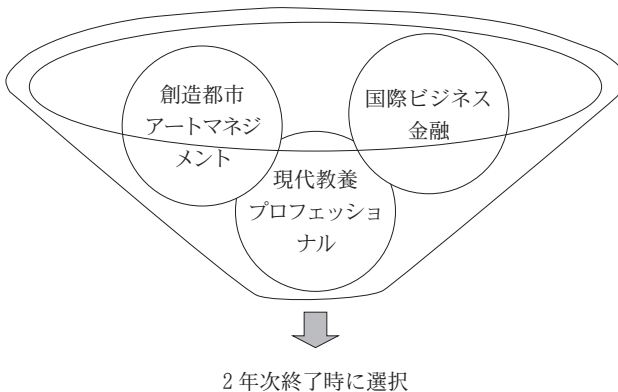 創造都市
アートマネジ
メント
国際ビジネス
金融
現代教養
プロフェッショ
ナル
2 年次終了時に選択